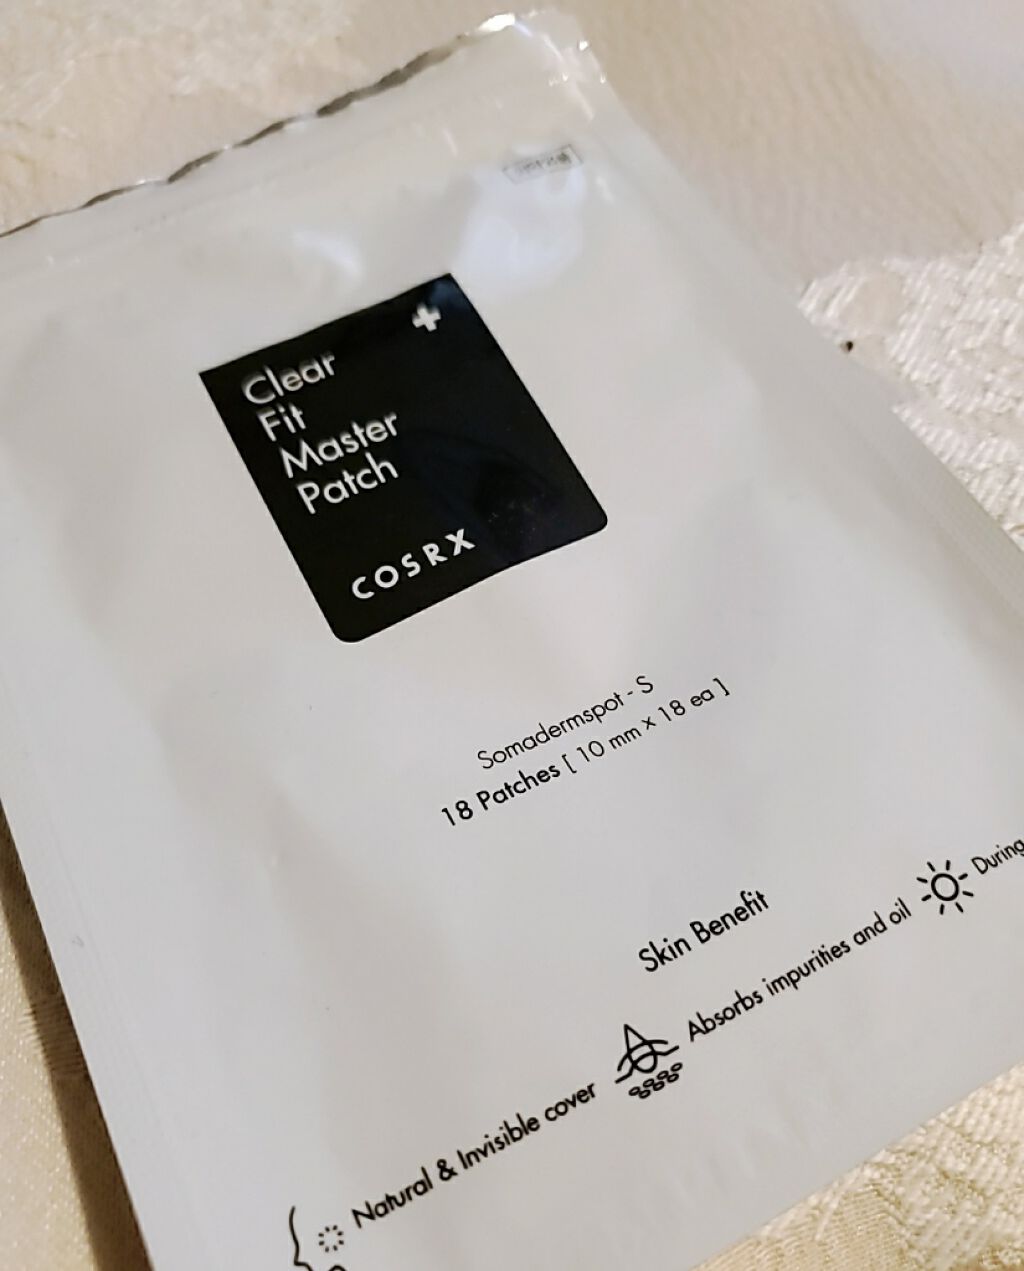 Clear
Fit
Master
Patch
COSRX
Somadermspot - S
18 Patches [ 10 mm × 18 ea ]
Skin Benefit
Natural & Invisible cover
Absorbs impurities and oil
During